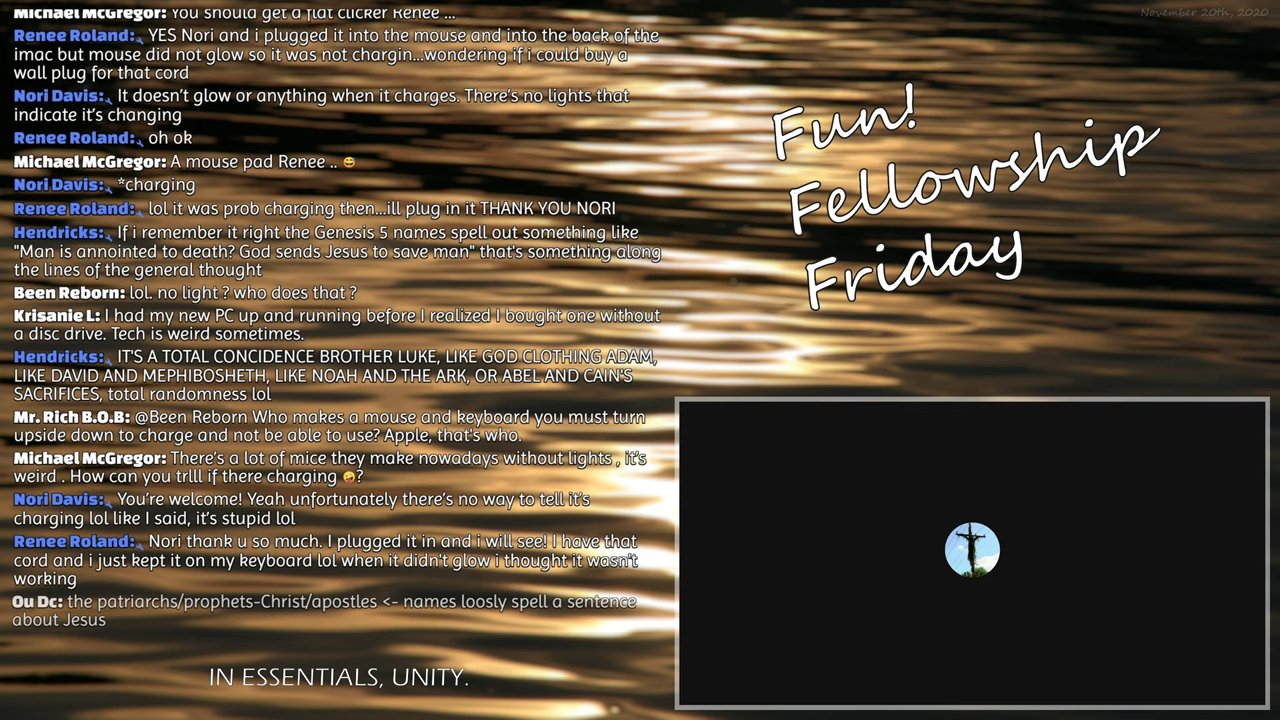 Michael McGregor: You should get a flat clicker Renee ...
Renee Roland: YES Nori and i plugged it into the mouse and into the back of the
imac but mouse did not glow so it was not chargin...wondering if i could buy a
wall plug for that cord
Nori Davis: It doesn't glow or anything when it charges. There's no lights that
indicate it's changing
Renee Roland: oh ok
Michael McGregor: A mouse pad Renee .. 😅
Nori Davis: *charging
Renee Roland: lol it was prob charging then...ill plug in it THANK YOU NORI
Hendricks: If i remember it right the Genesis 5 names spell out something like
"Man is annointed to death? God sends Jesus to save man" that's something along
the lines of the general thought
Been Reborn: lol. no light ? who does that ?
Krisanie L: I had my new PC up and running before I realized I bought one without
a disc drive. Tech is weird sometimes.
Hendricks: IT'S A TOTAL CONCIDENCE BROTHER LUKE, LIKE GOD CLOTHING ADAM,
LIKE DAVID AND MEPHIBOSHETH, LIKE NOAH AND THE ARK, OR ABEL AND CAIN'S
SACRIFICES, total randomness lol
Mr. Rich B.O.B: @Been Reborn Who makes a mouse and keyboard you must turn
upside down to charge and not be able to use? Apple, that's who.
Michael McGregor: There's a lot of mice they make nowadays without lights , it's
weird . How can you trlll if there charging 🤪?
Nori Davis: You're welcome! Yeah unfortunately there's no way to tell it's
charging lol like I said, it's stupid lol
Renee Roland: Nori thank u so much. I plugged it in and i will see! I have that
cord and i just kept it on my keyboard lol when it didn't glow i thought it wasn't
working
Ou Dc: the patriarchs/prophets-Christ/apostles <- names loosly spell a sentence
about Jesus
IN ESSENTIALS, UNITY.
November 20th, 2020
Fun!
Fellowship
Friday